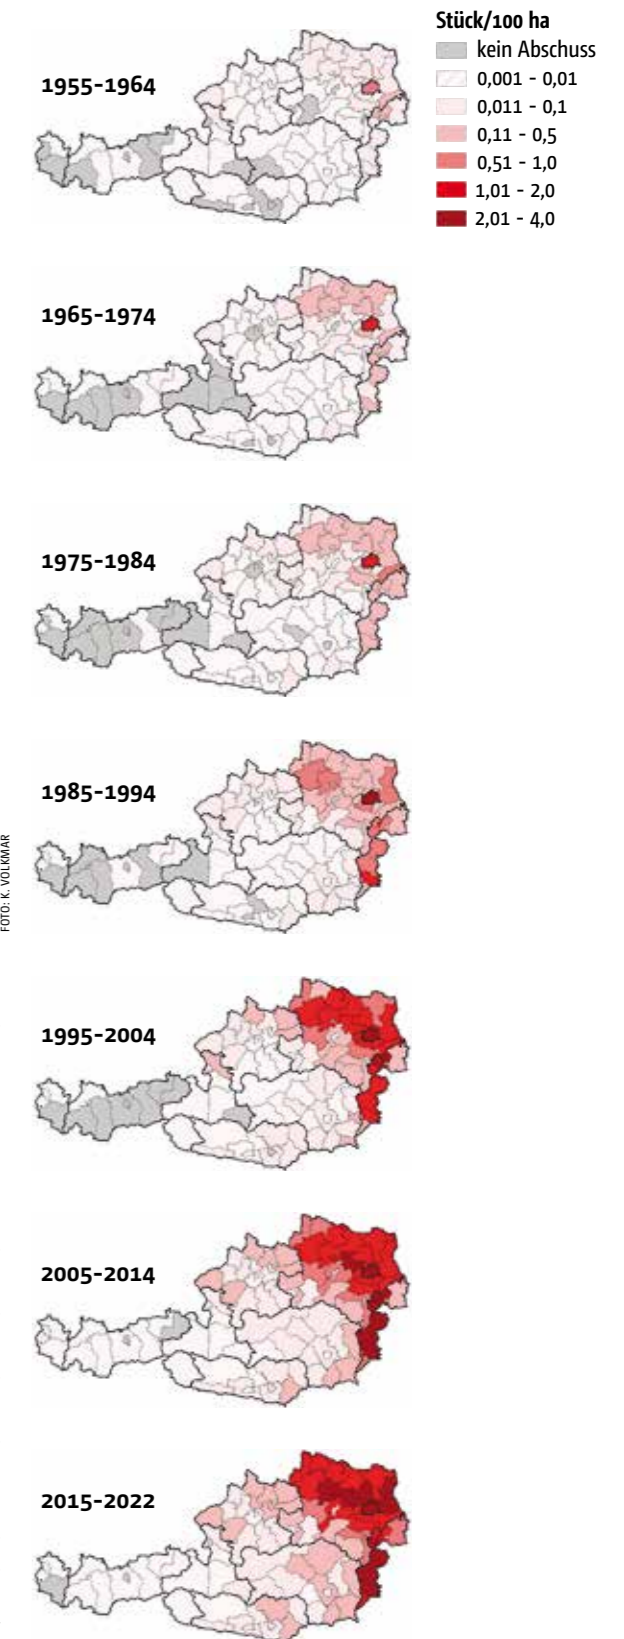 Stück/100 ha
kein Abschuss
0,001 - 0,01
0,011 - 0,1
0,11 - 0,5
0,51 - 1,0
1,01 - 2,0
2,01 - 4,0
1955-1964
1965-1974
1975-1984
1985-1994
1995-2004
2005-2014
2015-2022
FOTO: K. VOLKMAR